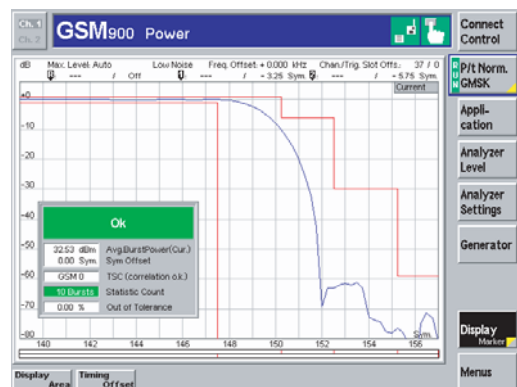 Ch. 1
Ch. 2
GSM900 Power
Connect Control
dB Max. Level: Auto Low Noise Freq. Offset: + 0.000 kHz Chan./Trig. Slot Offs.: 37 / 0
--- / Off --- / - 3.25 Sym. --- / - 5.75 Sym.
Current
RUN P/t Norm. GMSK
Appli-cation
Analyzer Level
Analyzer Settings
Generator
Display Marker
Menus
+0
-10
-20
-30
-40
-50
-60
-70
-80
Ok
32.53 dBm Avg.BurstPower(Cur.)
0.00 Sym. Sym Offset
GSM 0 TSC (correlation o.k.)
10 Bursts Statistic Count
0.00 % Out of Tolerance
Sym.
140 142 144 146 148 150 152 154 156
Display Area
Timing Offset